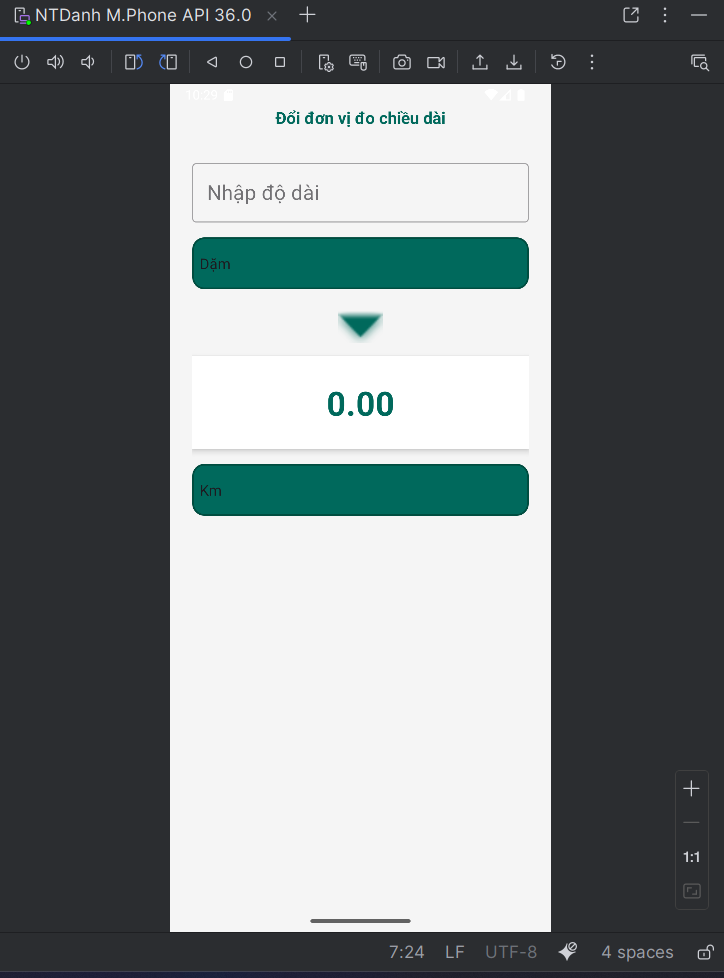 NTDanh M.Phone API 36.0
10:29
Đổi đơn vị đo chiều dài
Nhập độ dài
Dặm
0.00
Km
1:1
7:24 LF UTF-8 4 spaces